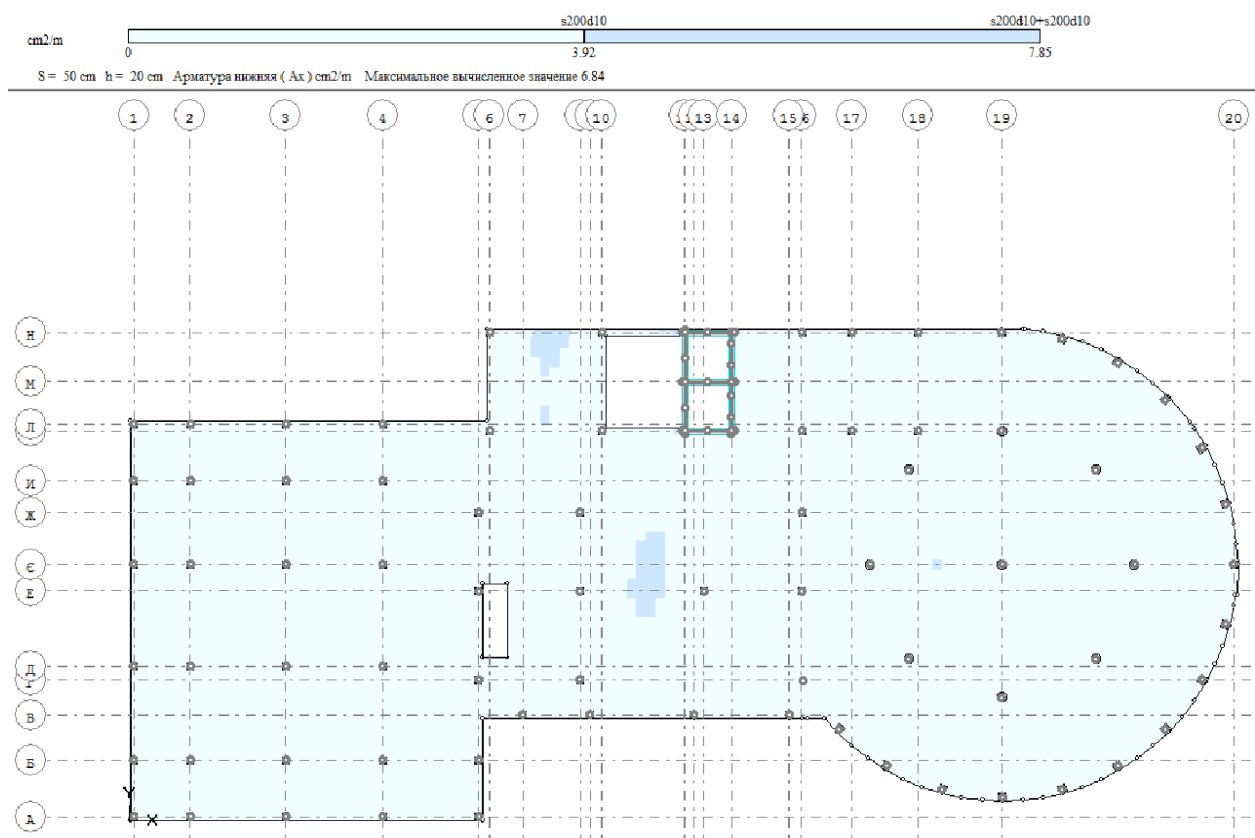 s200d10 s200d10+s200d10
cm2/m
0 3.92 7.85
S = 50 cm h = 20 cm Арматура нижняя ( Ax ) cm2/m Максимальное вычисленное значение 6.84
1 2 3 4 6 7 10 13 14 15 17 18 19 20
Н
М
Л
И
Ж
Є
Е
Д
Г
В
Б
Y
X
А